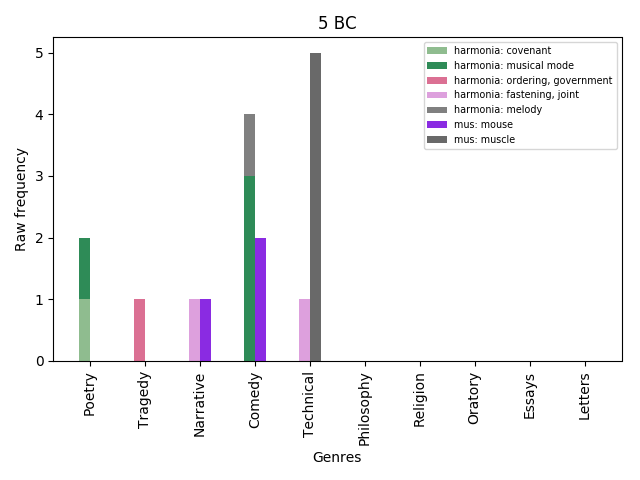 5 BC
harmonia: covenant
harmonia: musical mode
harmonia: ordering, government
harmonia: fastening, joint
harmonia: melody
mus: mouse
mus: muscle
Raw frequency
5
4
3
2
1
0
Poetry
Tragedy
Narrative
Comedy
Technical
Philosophy
Religion
Oratory
Essays
Letters
Genres